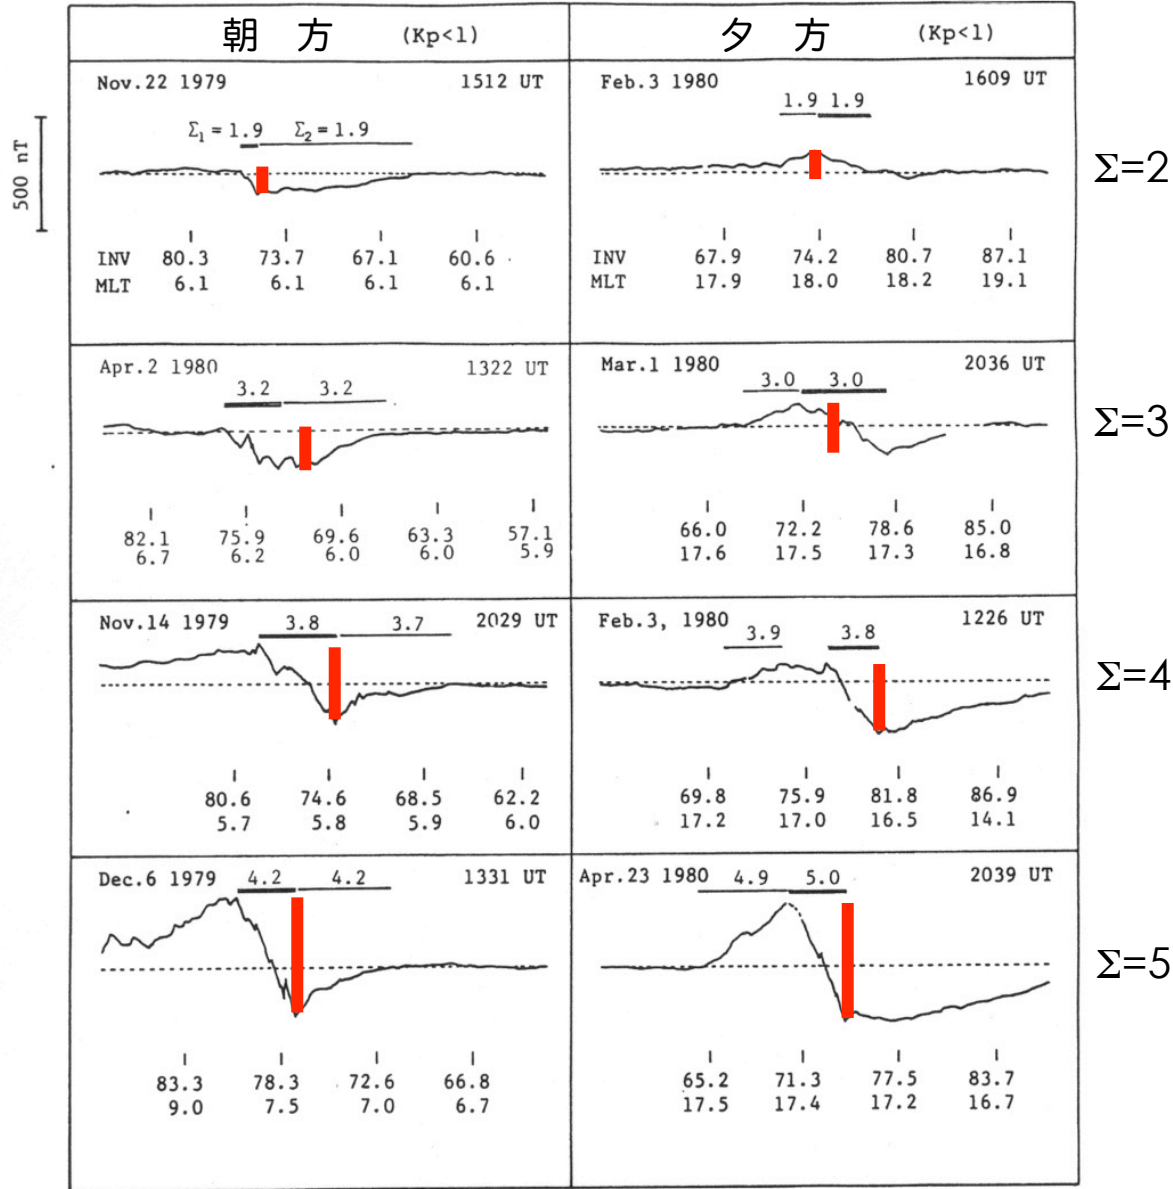 朝 方 (Kp<1)
夕 方 (Kp<1)
500 nT
Nov.22 1979 1512 UT
Σ₁ = 1.9 Σ₂ = 1.9
INV 80.3 73.7 67.1 60.6
MLT 6.1 6.1 6.1 6.1
Feb.3 1980 1609 UT
1.9 1.9
INV 67.9 74.2 80.7 87.1
MLT 17.9 18.0 18.2 19.1
Σ=2
Apr.2 1980 1322 UT
3.2 3.2
82.1 75.9 69.6 63.3 57.1
6.7 6.2 6.0 6.0 5.9
Mar.1 1980 2036 UT
3.0 3.0
66.0 72.2 78.6 85.0
17.6 17.5 17.3 16.8
Σ=3
Nov.14 1979 2029 UT
3.8 3.7
80.6 74.6 68.5 62.2
5.7 5.8 5.9 6.0
Feb.3, 1980 1226 UT
3.9 3.8
69.8 75.9 81.8 86.9
17.2 17.0 16.5 14.1
Σ=4
Dec.6 1979 1331 UT
4.2 4.2
83.3 78.3 72.6 66.8
9.0 7.5 7.0 6.7
Apr.23 1980 2039 UT
4.9 5.0
65.2 71.3 77.5 83.7
17.5 17.4 17.2 16.7
Σ=5